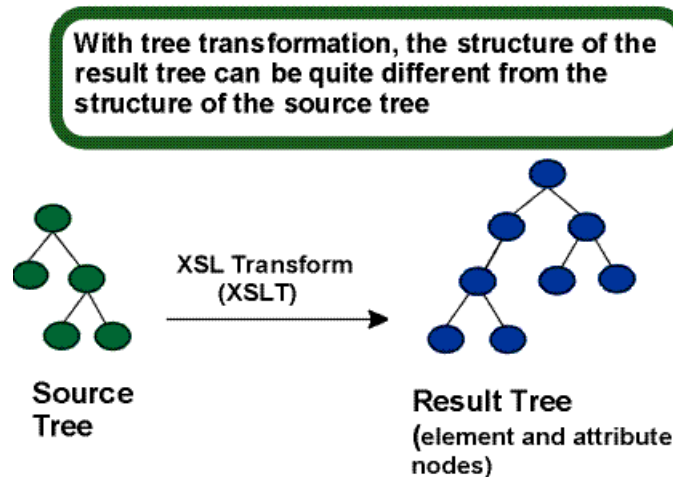 With tree transformation, the structure of the
result tree can be quite different from the
structure of the source tree
XSL Transform
(XSLT)
Source
Tree
Result Tree
(element and attribute
nodes)